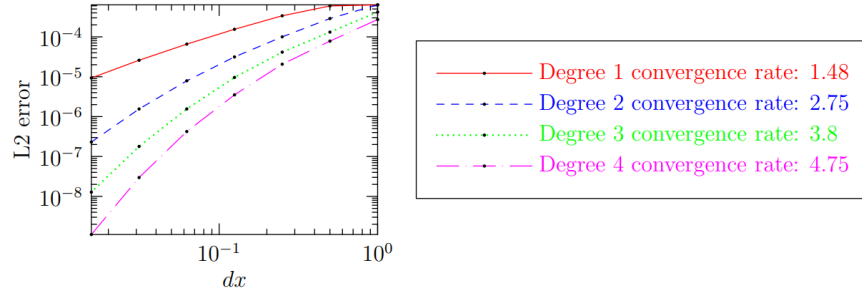 10⁻⁴
10⁻⁵
10⁻⁶
10⁻⁷
10⁻⁸
L2 error
10⁻¹
10⁰
dx
Degree 1 convergence rate: 1.48
Degree 2 convergence rate: 2.75
Degree 3 convergence rate: 3.8
Degree 4 convergence rate: 4.75